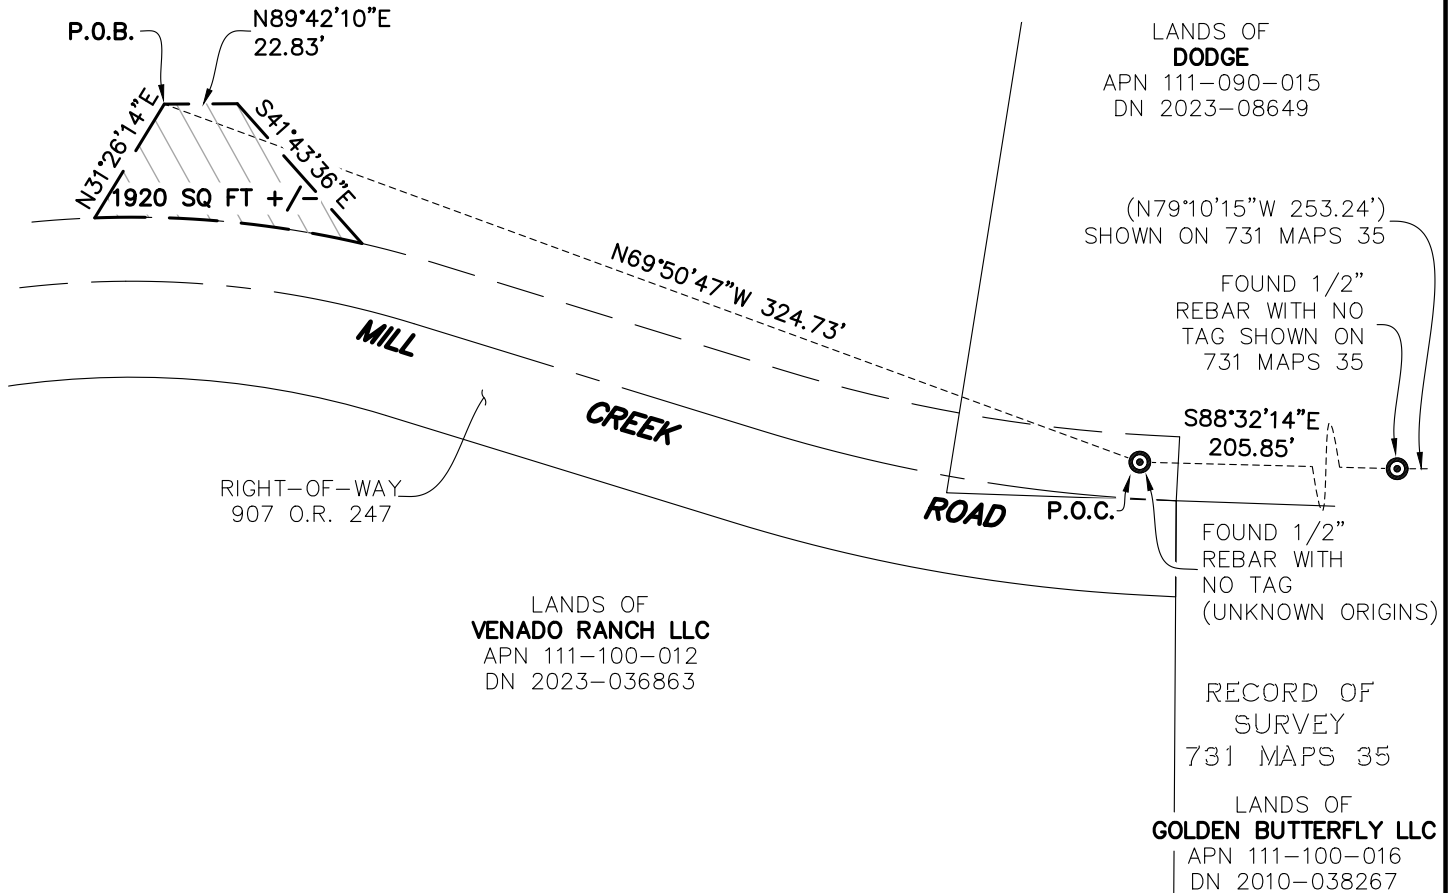 P.O.B.
N89°42'10"E
22.83'
N31°26'14"E
S41°43'36"E
1920 SQ FT +/-
LANDS OF
DODGE
APN 111-090-015
DN 2023-08649
(N79°10'15"W 253.24')
SHOWN ON 731 MAPS 35
FOUND 1/2"
REBAR WITH NO
TAG SHOWN ON
731 MAPS 35
N69°50'47"W 324.73'
MILL
CREEK
ROAD
S88°32'14"E
205.85'
P.O.C.
RIGHT-OF-WAY
907 O.R. 247
FOUND 1/2"
REBAR WITH
NO TAG
(UNKNOWN ORIGINS)
LANDS OF
VENADO RANCH LLC
APN 111-100-012
DN 2023-036863
RECORD OF
SURVEY
731 MAPS 35
LANDS OF
GOLDEN BUTTERFLY LLC
APN 111-100-016
DN 2010-038267